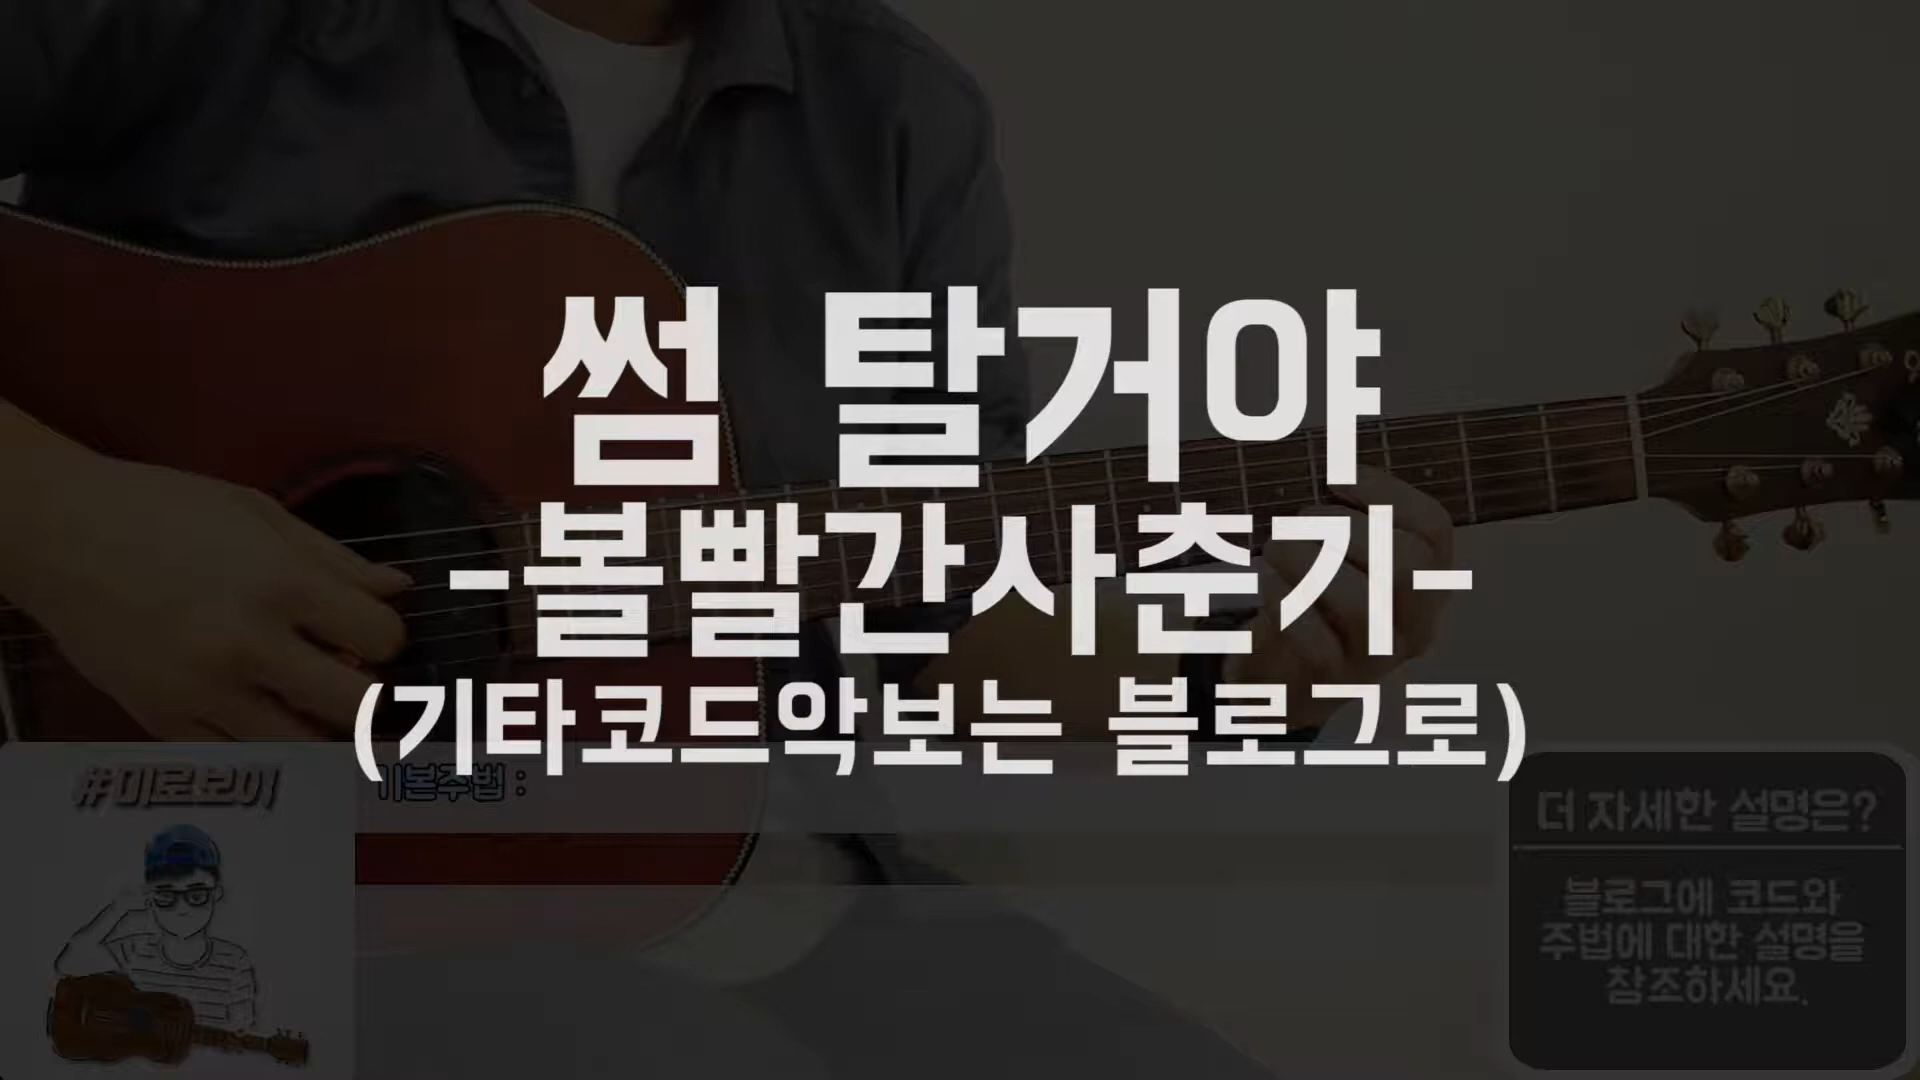 썸 탈거야
-볼빨간사춘기-
(기타코드악보는 블로그로)
#미로보이
기본주법 :
더 자세한 설명은?
블로그에 코드와
주법에 대한 설명을
참조하세요.